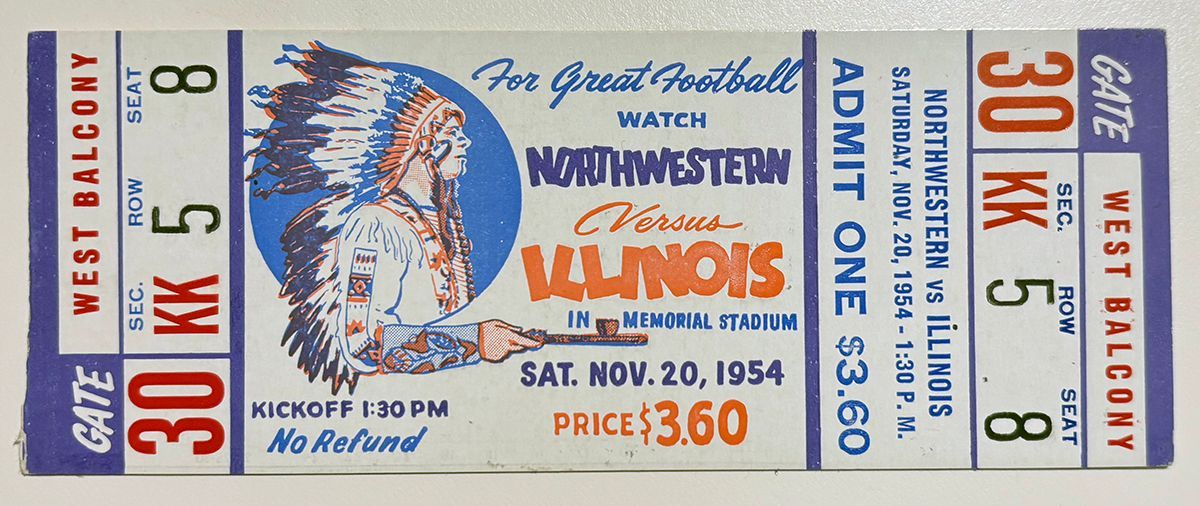 WEST BALCONY
SEAT 8
ROW 5
SEC. KK
GATE 30
For Great Football
WATCH
NORTHWESTERN
Versus
ILLINOIS
IN MEMORIAL STADIUM
SAT. NOV. 20, 1954
PRICE $3.60
KICKOFF 1:30 PM
No Refund
ADMIT ONE $3.60
SATURDAY, NOV. 20, 1954 - 1:30 P. M.
NORTHWESTERN vs ILLINOIS
GATE 30
SEC. KK
ROW 5
SEAT 8
WEST BALCONY